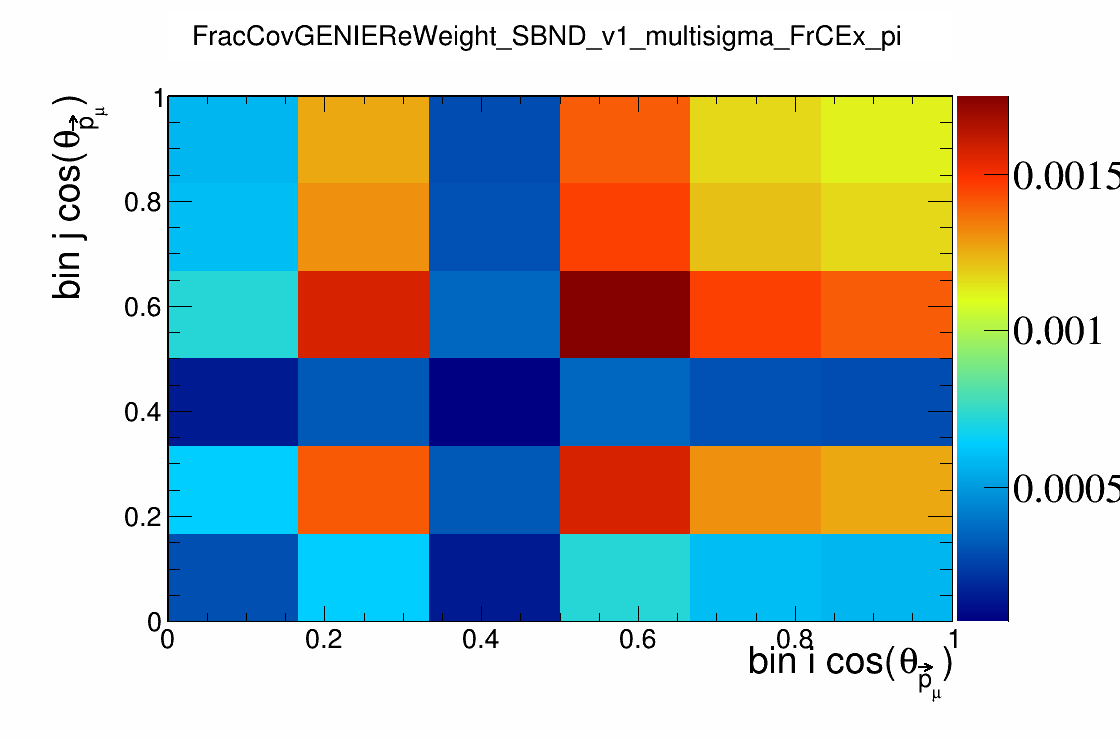 FracCovGENIEReWeight_SBND_v1_multisigma_FrCEx_pi
bin j cos(θp⃗μ)
1
0.8
0.6
0.4
0.2
0
0 0.2 0.4 0.6 0.8 1
bin i cos(θp⃗μ)
0.0015
0.001
0.0005